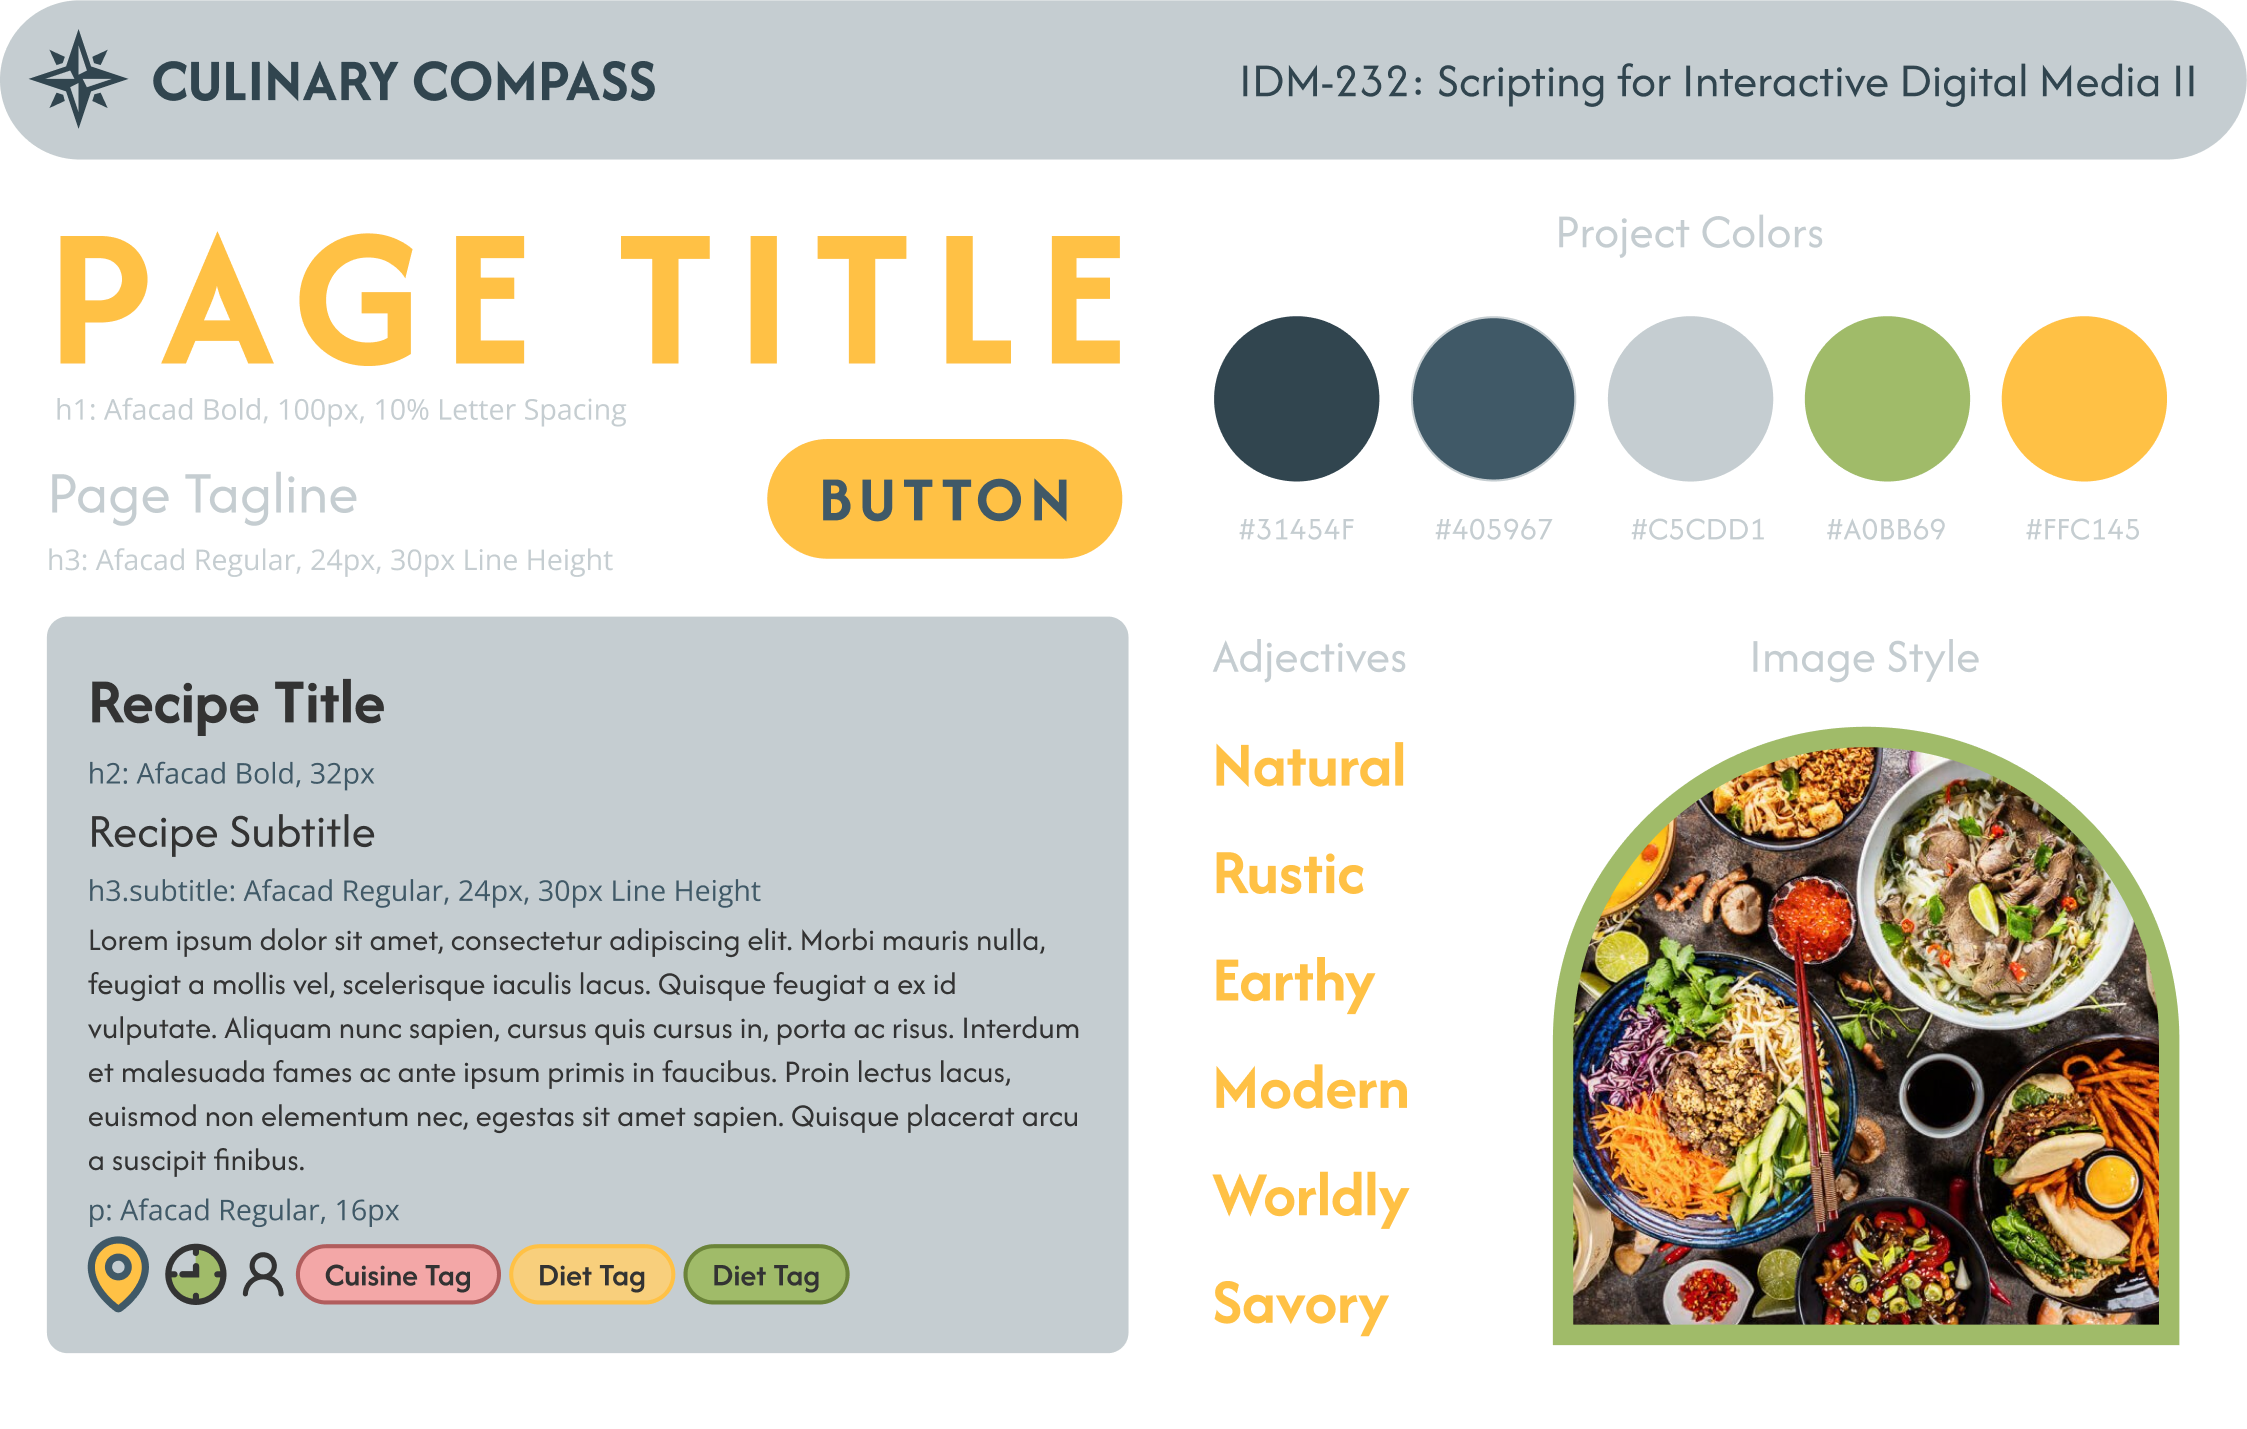 CULINARY COMPASS
IDM-232: Scripting for Interactive Digital Media II
PAGE TITLE
h1: Afacad Bold, 100px, 10% Letter Spacing
Page Tagline
h3: Afacad Regular, 24px, 30px Line Height
BUTTON
Project Colors
#31454F
#405967
#C5CDD1
#A0BB69
#FFC145
Recipe Title
h2: Afacad Bold, 32px
Recipe Subtitle
h3.subtitle: Afacad Regular, 24px, 30px Line Height
Lorem ipsum dolor sit amet, consectetur adipiscing elit. Morbi mauris nulla,
feugiat a mollis vel, scelerisque iaculis lacus. Quisque feugiat a ex id
vulputate. Aliquam nunc sapien, cursus quis cursus in, porta ac risus. Interdum
et malesuada fames ac ante ipsum primis in faucibus. Proin lectus lacus,
euismod non elementum nec, egestas sit amet sapien. Quisque placerat arcu
a suscipit finibus.
p: Afacad Regular, 16px
Cuisine Tag
Diet Tag
Diet Tag
Adjectives
Natural
Rustic
Earthy
Modern
Worldly
Savory
Image Style